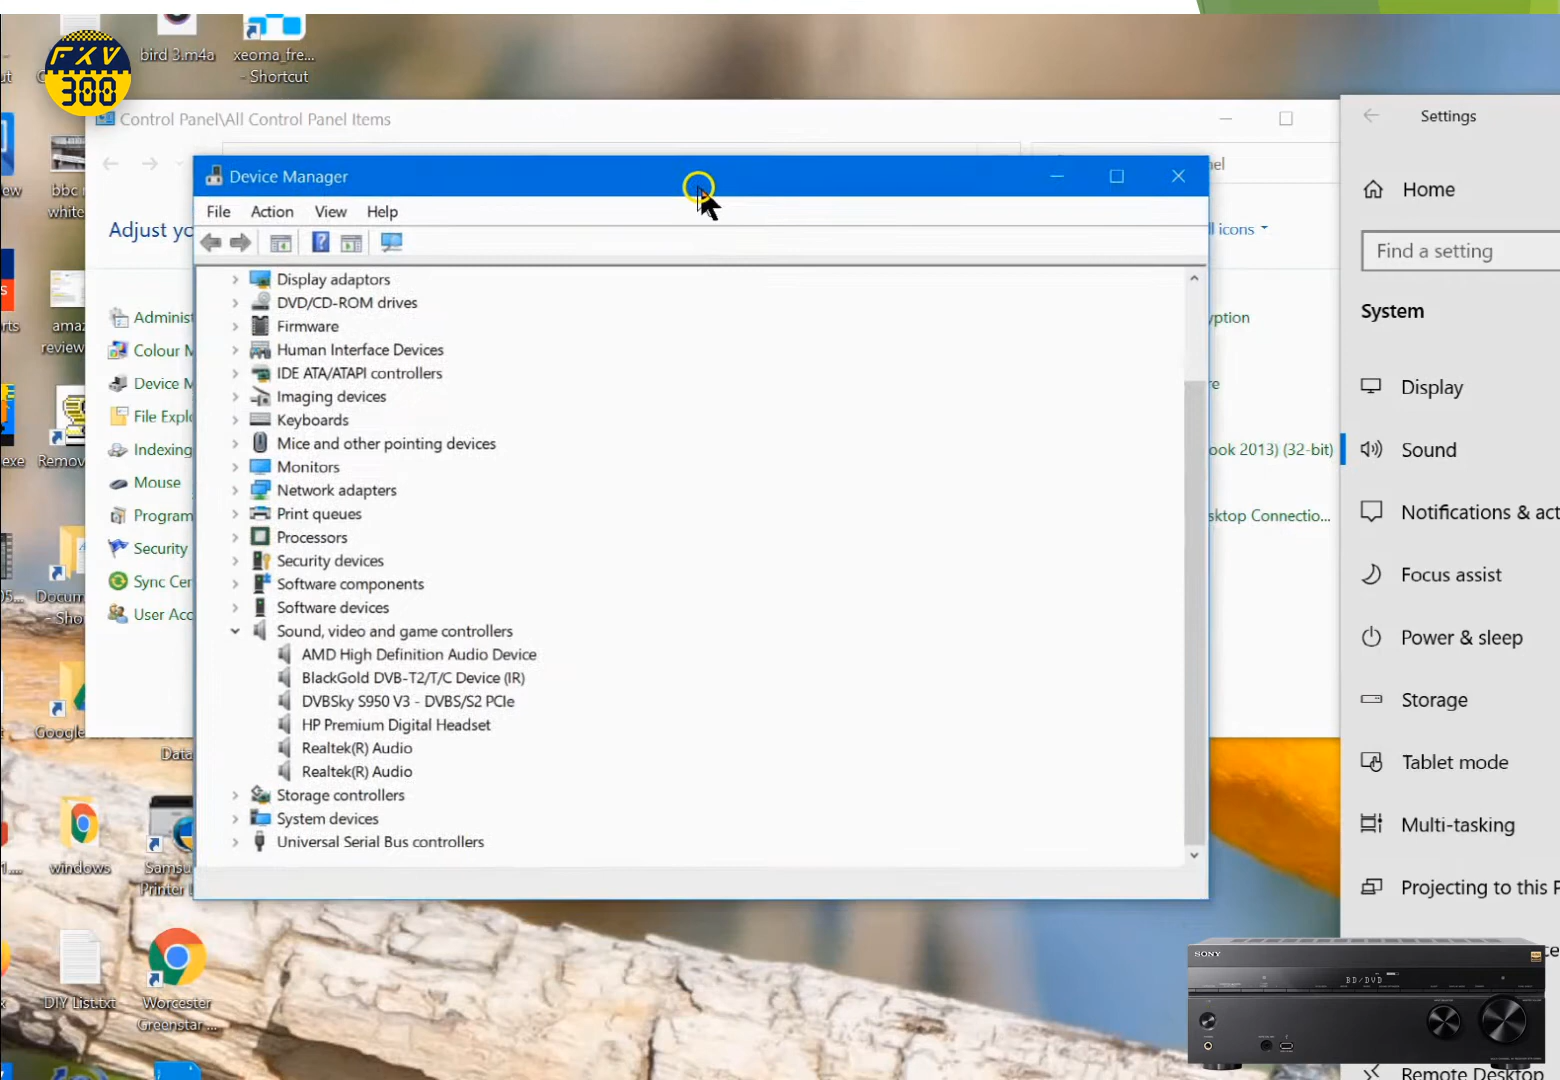 bird 3.m4a
xeoma_fre...
- Shortcut
FXV
300
Control Panel\All Control Panel Items
Settings
Device Manager
File Action View Help
Adjust yo
ll icons
Home
Find a setting
System
Display
Sound
Notifications & act
Focus assist
Power & sleep
Storage
Tablet mode
Multi-tasking
Projecting to this P
Remote Desktop
bbc
white
amaz
review
Remov
Docum
- Sho
Google
Data
windows
Samsu
Printer
DIY List.txt
Worcester
Greenstar ...
Administ
Colour M
Device M
File Explo
Indexing
Mouse
Program
Security
Sync Cen
User Acc
Display adaptors
DVD/CD-ROM drives
Firmware
Human Interface Devices
IDE ATA/ATAPI controllers
Imaging devices
Keyboards
Mice and other pointing devices
Monitors
Network adapters
Print queues
Processors
Security devices
Software components
Software devices
Sound, video and game controllers
AMD High Definition Audio Device
BlackGold DVB-T2/T/C Device (IR)
DVBSky S950 V3 - DVBS/S2 PCIe
HP Premium Digital Headset
Realtek(R) Audio
Realtek(R) Audio
Storage controllers
System devices
Universal Serial Bus controllers
yption
re
ook 2013) (32-bit)
sktop Connectio...
SONY
BD/DVD